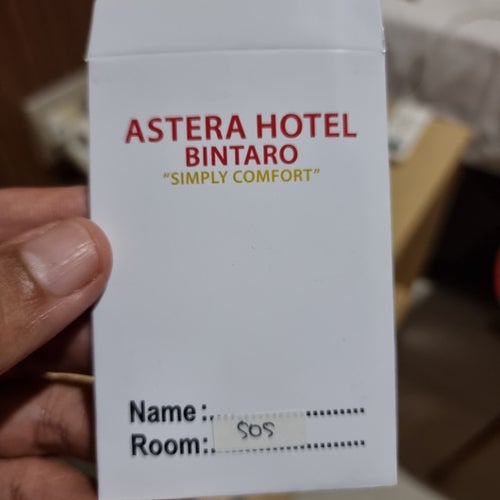 ASTERA HOTEL
BINTARO
"SIMPLY COMFORT"
Name :....................
Room:. 505 ..........